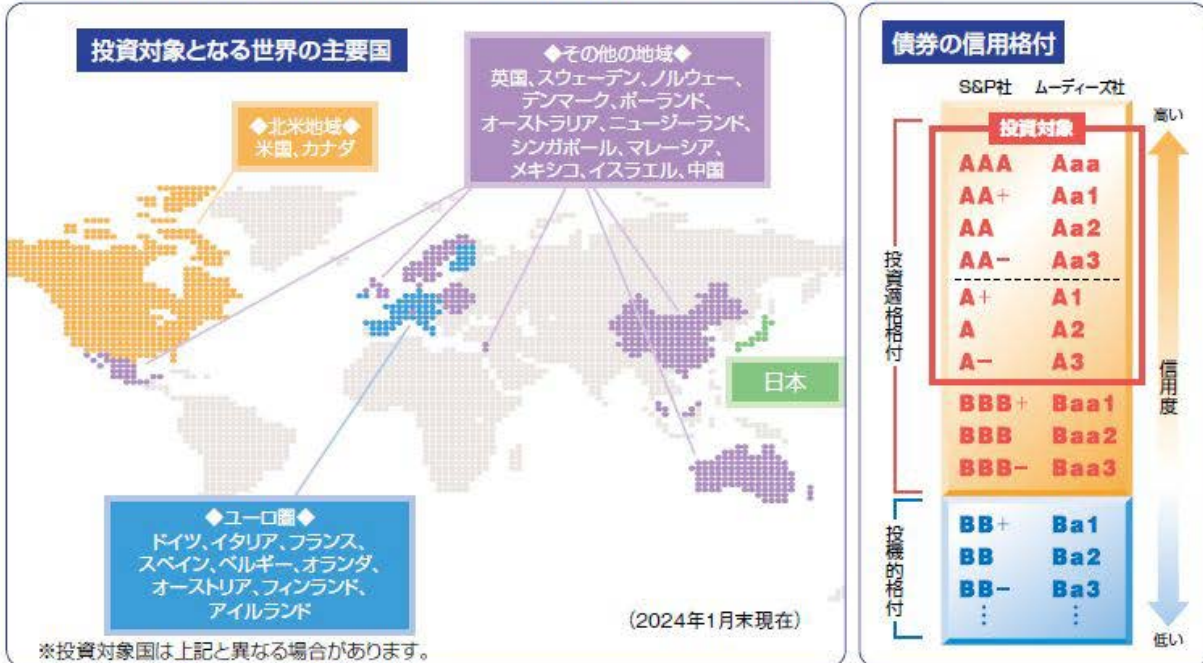 投資対象となる世界の主要国
◆その他の地域◆
英国、スウェーデン、ノルウェー、
デンマーク、ポーランド、
オーストラリア、ニュージーランド、
シンガポール、マレーシア、
メキシコ、イスラエル、中国
◆北米地域◆
米国、カナダ
日本
◆ユーロ圏◆
ドイツ、イタリア、フランス、
スペイン、ベルギー、オランダ、
オーストリア、フィンランド、
アイルランド
(2024年1月末現在)
※投資対象国は上記と異なる場合があります。
債券の信用格付
S&P社 ムーディーズ社
高い
投資対象
AAA Aaa
AA+ Aa1
AA Aa2
AA- Aa3
A+ A1
A A2
A- A3
BBB+ Baa1
BBB Baa2
BBB- Baa3
BB+ Ba1
BB Ba2
BB- Ba3
⋮ ⋮
投資適格格付
投機的格付
信用度
低い